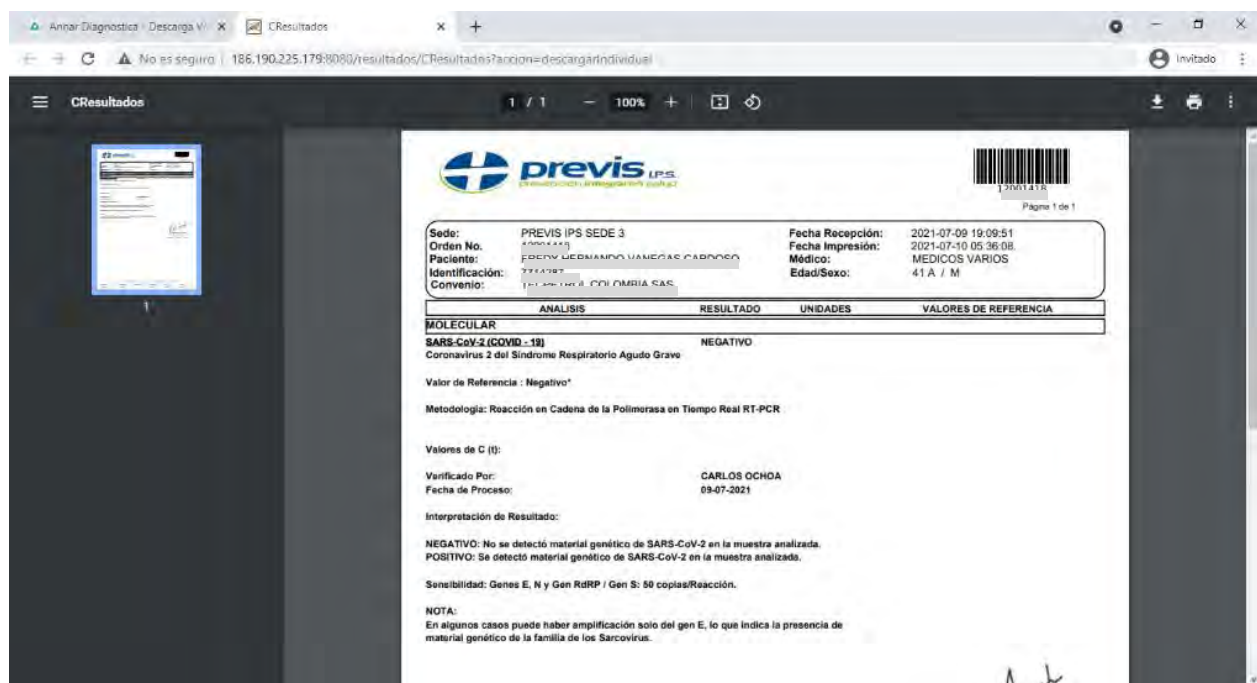 Annar Diagnostica - Descarga V
CResultados
No es seguro | 186.190.225.179:8080/resultados/CResultados?accion=descargarIndividual
Invitado
CResultados
1 / 1 — 100% +
1
previs I.P.S.
prevención integral en salud
Página 1 de 1
Sede: PREVIS IPS SEDE 3 Fecha Recepción: 2021-07-09 19:09:51
Orden No. Fecha Impresión: 2021-07-10 05:36:08
Paciente: Médico: MEDICOS VARIOS
Identificación: Edad/Sexo: 41 A / M
Convenio: COLOMBIA SAS
ANALISIS RESULTADO UNIDADES VALORES DE REFERENCIA
MOLECULAR
SARS-CoV-2 (COVID - 19) NEGATIVO
Coronavirus 2 del Síndrome Respiratorio Agudo Grave
Valor de Referencia : Negativo*
Metodología: Reacción en Cadena de la Polimerasa en Tiempo Real RT-PCR
Valores de C (t):
Verificado Por: CARLOS OCHOA
Fecha de Proceso: 09-07-2021
Interpretación de Resultado:
NEGATIVO: No se detectó material genético de SARS-CoV-2 en la muestra analizada.
POSITIVO: Se detectó material genético de SARS-CoV-2 en la muestra analizada.
Sensibilidad: Genes E, N y Gen RdRP / Gen S: 50 copias/Reacción.
NOTA:
En algunos casos puede haber amplificación solo del gen E, lo que indica la presencia de
material genético de la familia de los Sarcovirus.